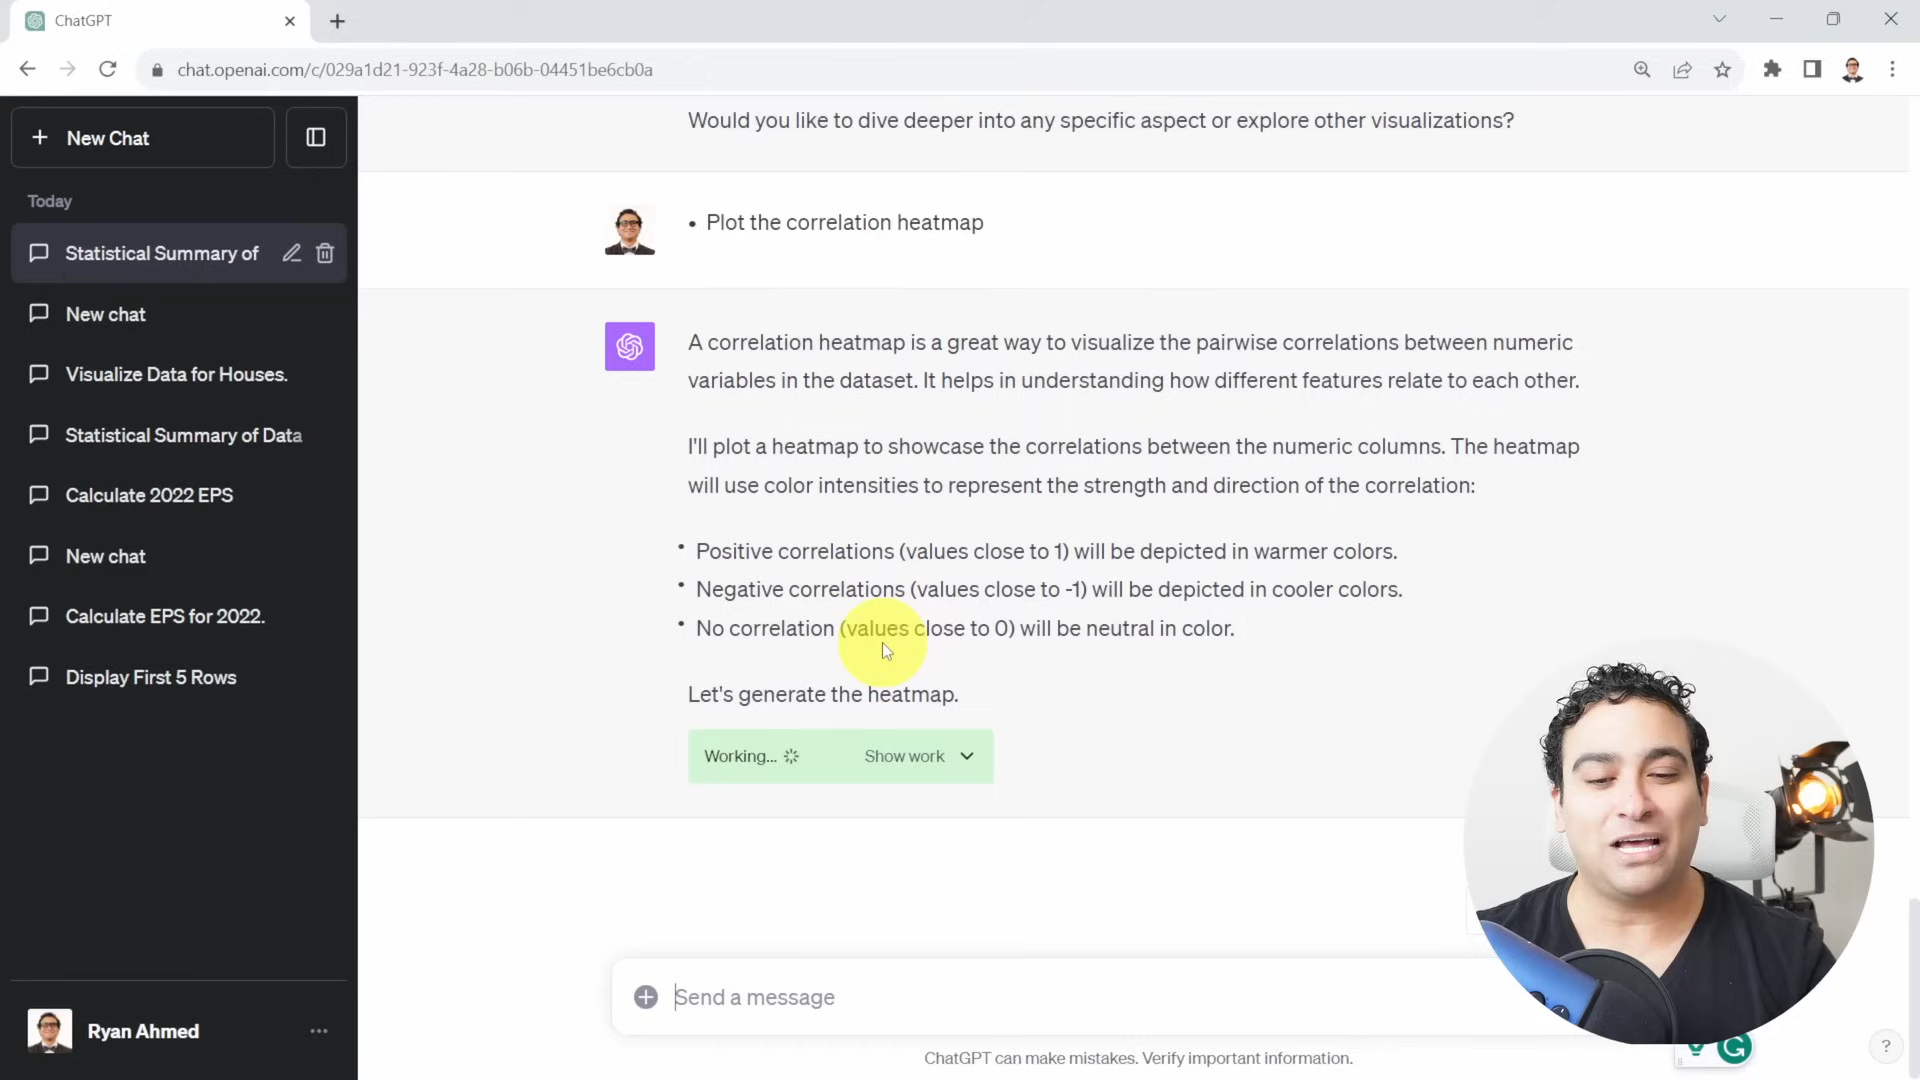 ChatGPT
chat.openai.com/c/029a1d21-923f-4a28-b06b-04451be6cb0a
+ New Chat
Today
Statistical Summary of
New chat
Visualize Data for Houses.
Statistical Summary of Data
Calculate 2022 EPS
New chat
Calculate EPS for 2022.
Display First 5 Rows
Ryan Ahmed
Would you like to dive deeper into any specific aspect or explore other visualizations?
• Plot the correlation heatmap
A correlation heatmap is a great way to visualize the pairwise correlations between numeric
variables in the dataset. It helps in understanding how different features relate to each other.
I'll plot a heatmap to showcase the correlations between the numeric columns. The heatmap
will use color intensities to represent the strength and direction of the correlation:
• Positive correlations (values close to 1) will be depicted in warmer colors.
• Negative correlations (values close to -1) will be depicted in cooler colors.
• No correlation (values close to 0) will be neutral in color.
Let's generate the heatmap.
Working... Show work
Send a message
ChatGPT can make mistakes. Verify important information.
?